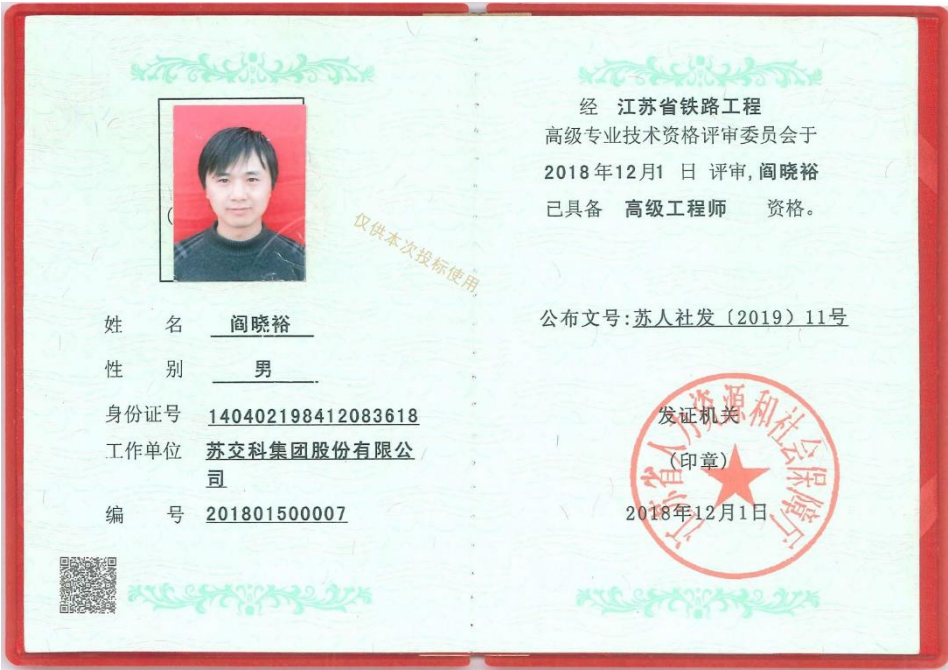 姓 名 阎晓裕
性 别 男
身份证号 140402198412083618
工作单位 苏交科集团股份有限公
司
编 号 201801500007
仅供本次投标使用
经 江苏省铁路工程
高级专业技术资格评审委员会于
2018年12月1 日 评审,阎晓裕
已具备 高级工程师 资格。
公布文号:苏人社发〔2019〕11号
发证机关
(印章)
2018年12月1日
江苏省人力资源和社会保障厅